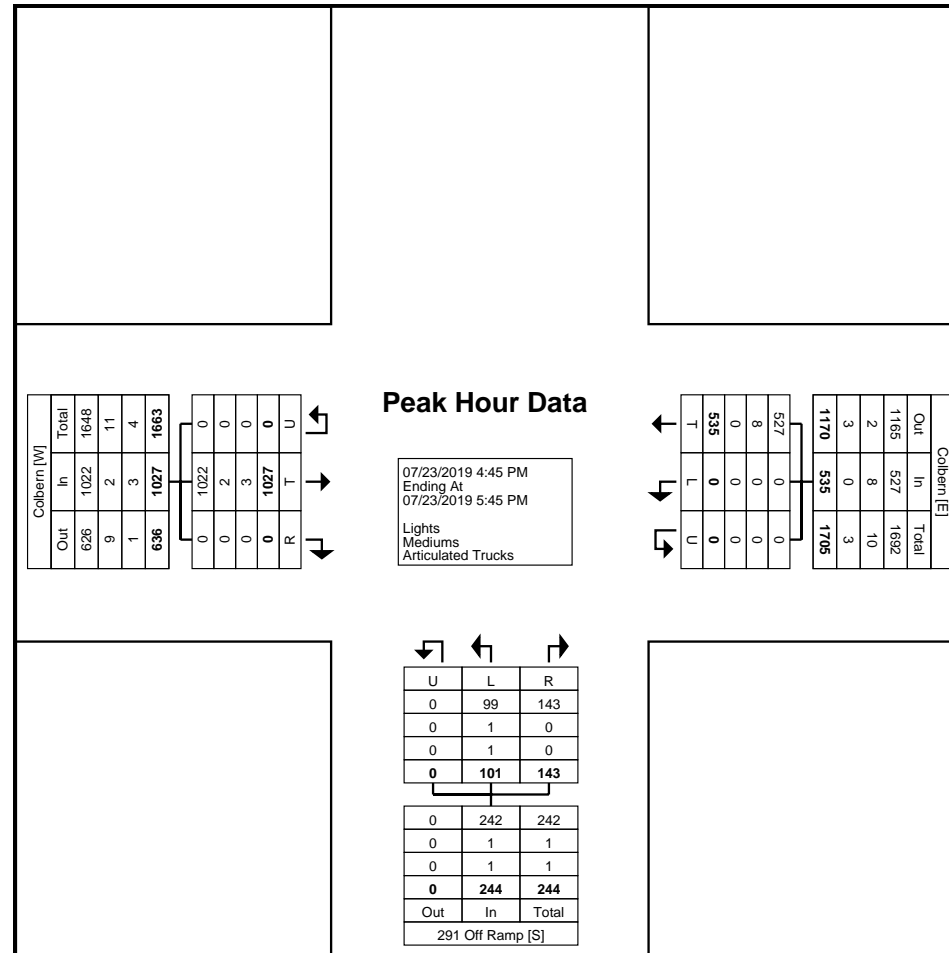 Peak Hour Data
07/23/2019 4:45 PM
Ending At
07/23/2019 5:45 PM
Lights
Mediums
Articulated Trucks
Colbern [W]
Total In Out
1648 1022 626
11 2 9
4 3 1
1663 1027 636
0 1022 0
0 2 0
0 3 0
0 1027 0
U T R
Colbern [E]
Out In Total
1165 527 1692
2 8 10
3 0 3
1170 535 1705
527 0 0
8 0 0
0 0 0
535 0 0
T L U
U L R
0 99 143
0 1 0
0 1 0
0 101 143
0 242 242
0 1 1
0 1 1
0 244 244
Out In Total
291 Off Ramp [S]